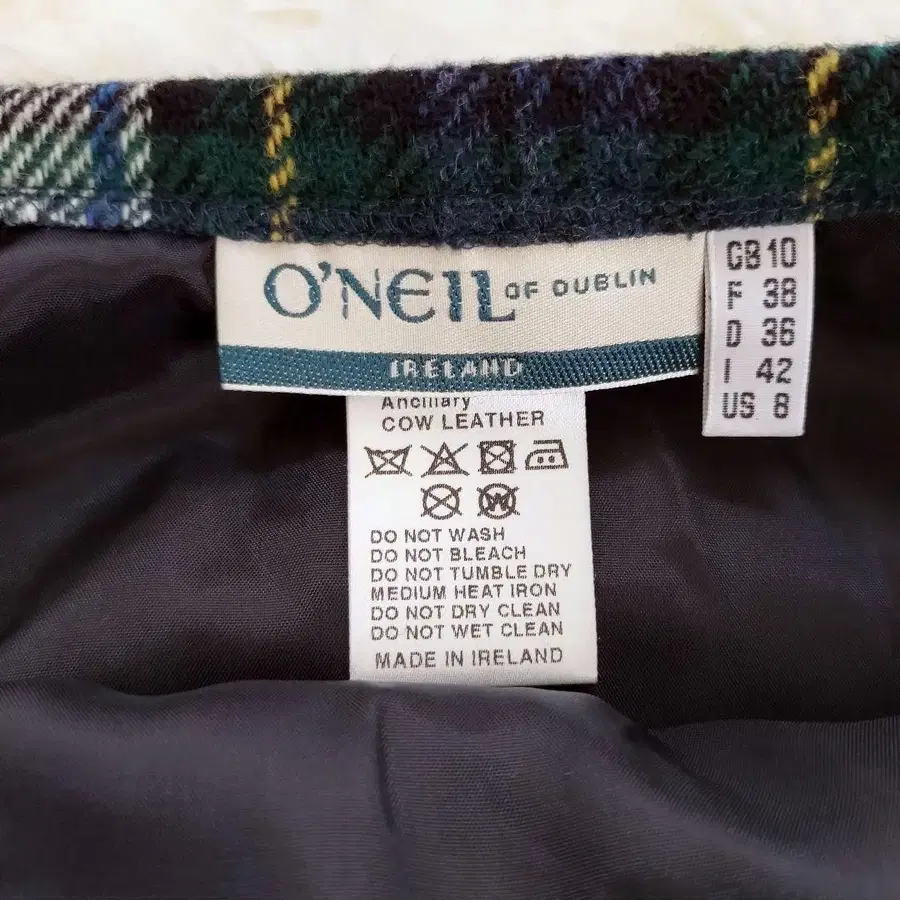 O'NEIL OF DUBLIN
IRELAND
GB 10
F 38
D 36
I 42
US 8
Ancillary
COW LEATHER
W
DO NOT WASH
DO NOT BLEACH
DO NOT TUMBLE DRY
MEDIUM HEAT IRON
DO NOT DRY CLEAN
DO NOT WET CLEAN
MADE IN IRELAND